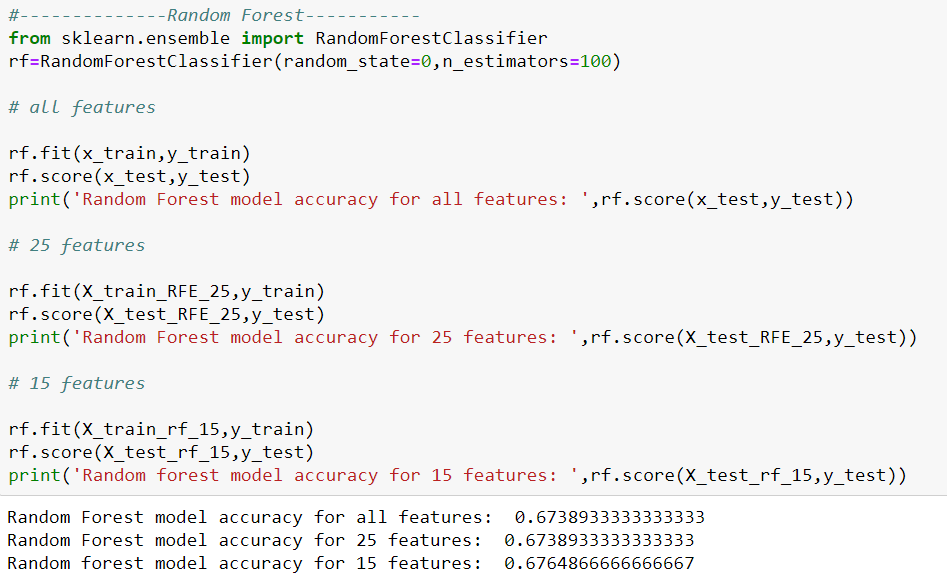 #--------------Random Forest-----------
from sklearn.ensemble import RandomForestClassifier
rf=RandomForestClassifier(random_state=0,n_estimators=100)
# all features
rf.fit(x_train,y_train)
rf.score(x_test,y_test)
print('Random Forest model accuracy for all features: ',rf.score(x_test,y_test))
# 25 features
rf.fit(X_train_RFE_25,y_train)
rf.score(X_test_RFE_25,y_test)
print('Random Forest model accuracy for 25 features: ',rf.score(X_test_RFE_25,y_test))
# 15 features
rf.fit(X_train_rf_15,y_train)
rf.score(X_test_rf_15,y_test)
print('Random forest model accuracy for 15 features: ',rf.score(X_test_rf_15,y_test))
Random Forest model accuracy for all features:  0.6738933333333333
Random Forest model accuracy for 25 features:  0.6738933333333333
Random forest model accuracy for 15 features:  0.6764866666666667